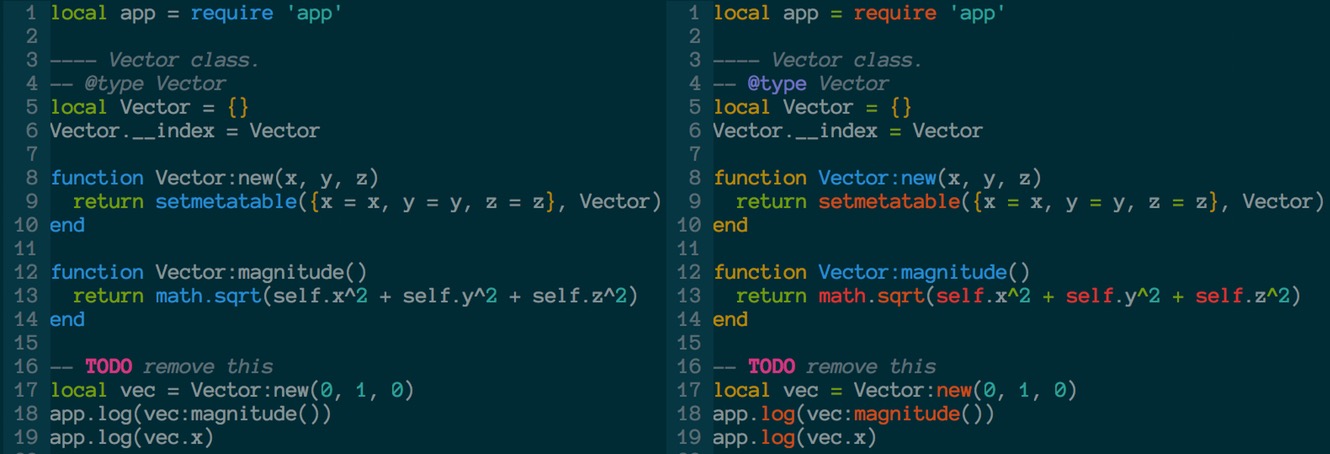 1 local app = require 'app'
2
3 ---- Vector class.
4 -- @type Vector
5 local Vector = {}
6 Vector.__index = Vector
7
8 function Vector:new(x, y, z)
9   return setmetatable({x = x, y = y, z = z}, Vector)
10 end
11
12 function Vector:magnitude()
13   return math.sqrt(self.x^2 + self.y^2 + self.z^2)
14 end
15
16 -- TODO remove this
17 local vec = Vector:new(0, 1, 0)
18 app.log(vec:magnitude())
19 app.log(vec.x)
1 local app = require 'app'
2
3 ---- Vector class.
4 -- @type Vector
5 local Vector = {}
6 Vector.__index = Vector
7
8 function Vector:new(x, y, z)
9   return setmetatable({x = x, y = y, z = z}, Vector)
10 end
11
12 function Vector:magnitude()
13   return math.sqrt(self.x^2 + self.y^2 + self.z^2)
14 end
15
16 -- TODO remove this
17 local vec = Vector:new(0, 1, 0)
18 app.log(vec:magnitude())
19 app.log(vec.x)